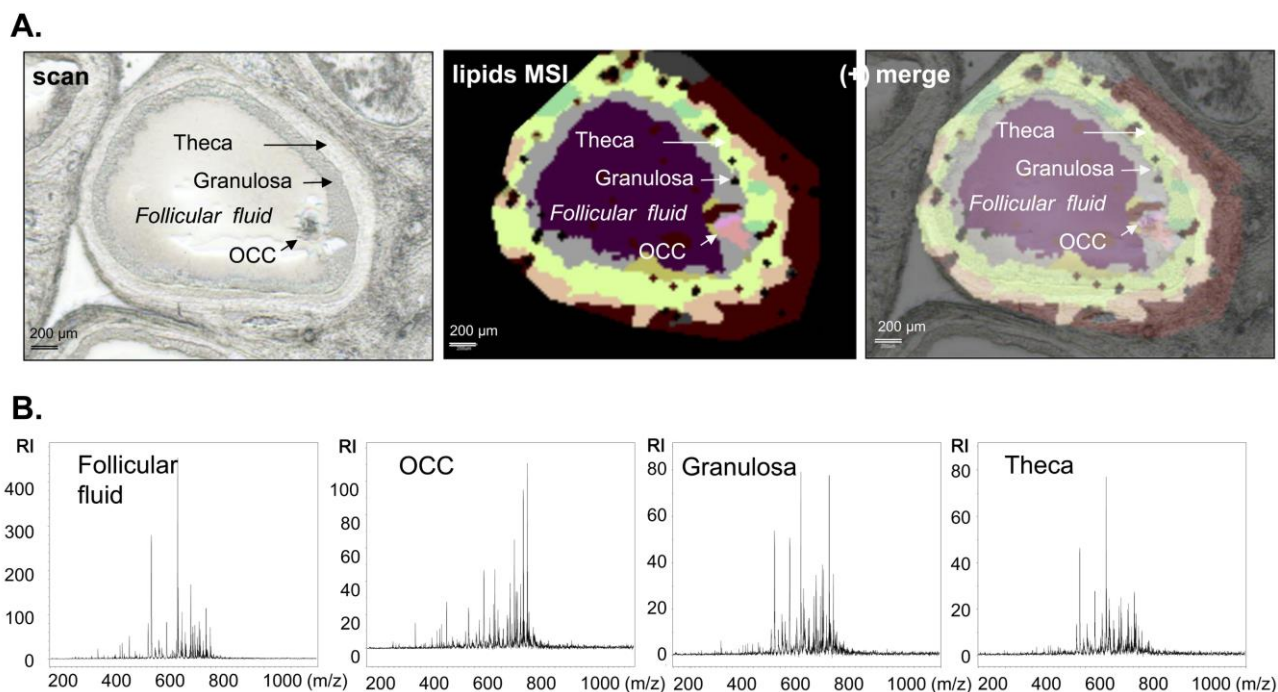 A.
scan
Theca
Granulosa
Follicular fluid
OCC
200 µm
lipids MSI
Theca
Granulosa
Follicular fluid
OCC
200 µm
(+) merge
Theca
Granulosa
Follicular fluid
OCC
200 µm
B.
RI
Follicular
fluid
400
300
200
100
0
200 400 600 800 1000 (m/z)
RI
OCC
100
80
60
40
20
0
200 400 600 800 1000 (m/z)
RI
Granulosa
80
60
40
20
0
200 400 600 800 1000 (m/z)
RI
Theca
80
60
40
20
0
200 400 600 800 1000 (m/z)